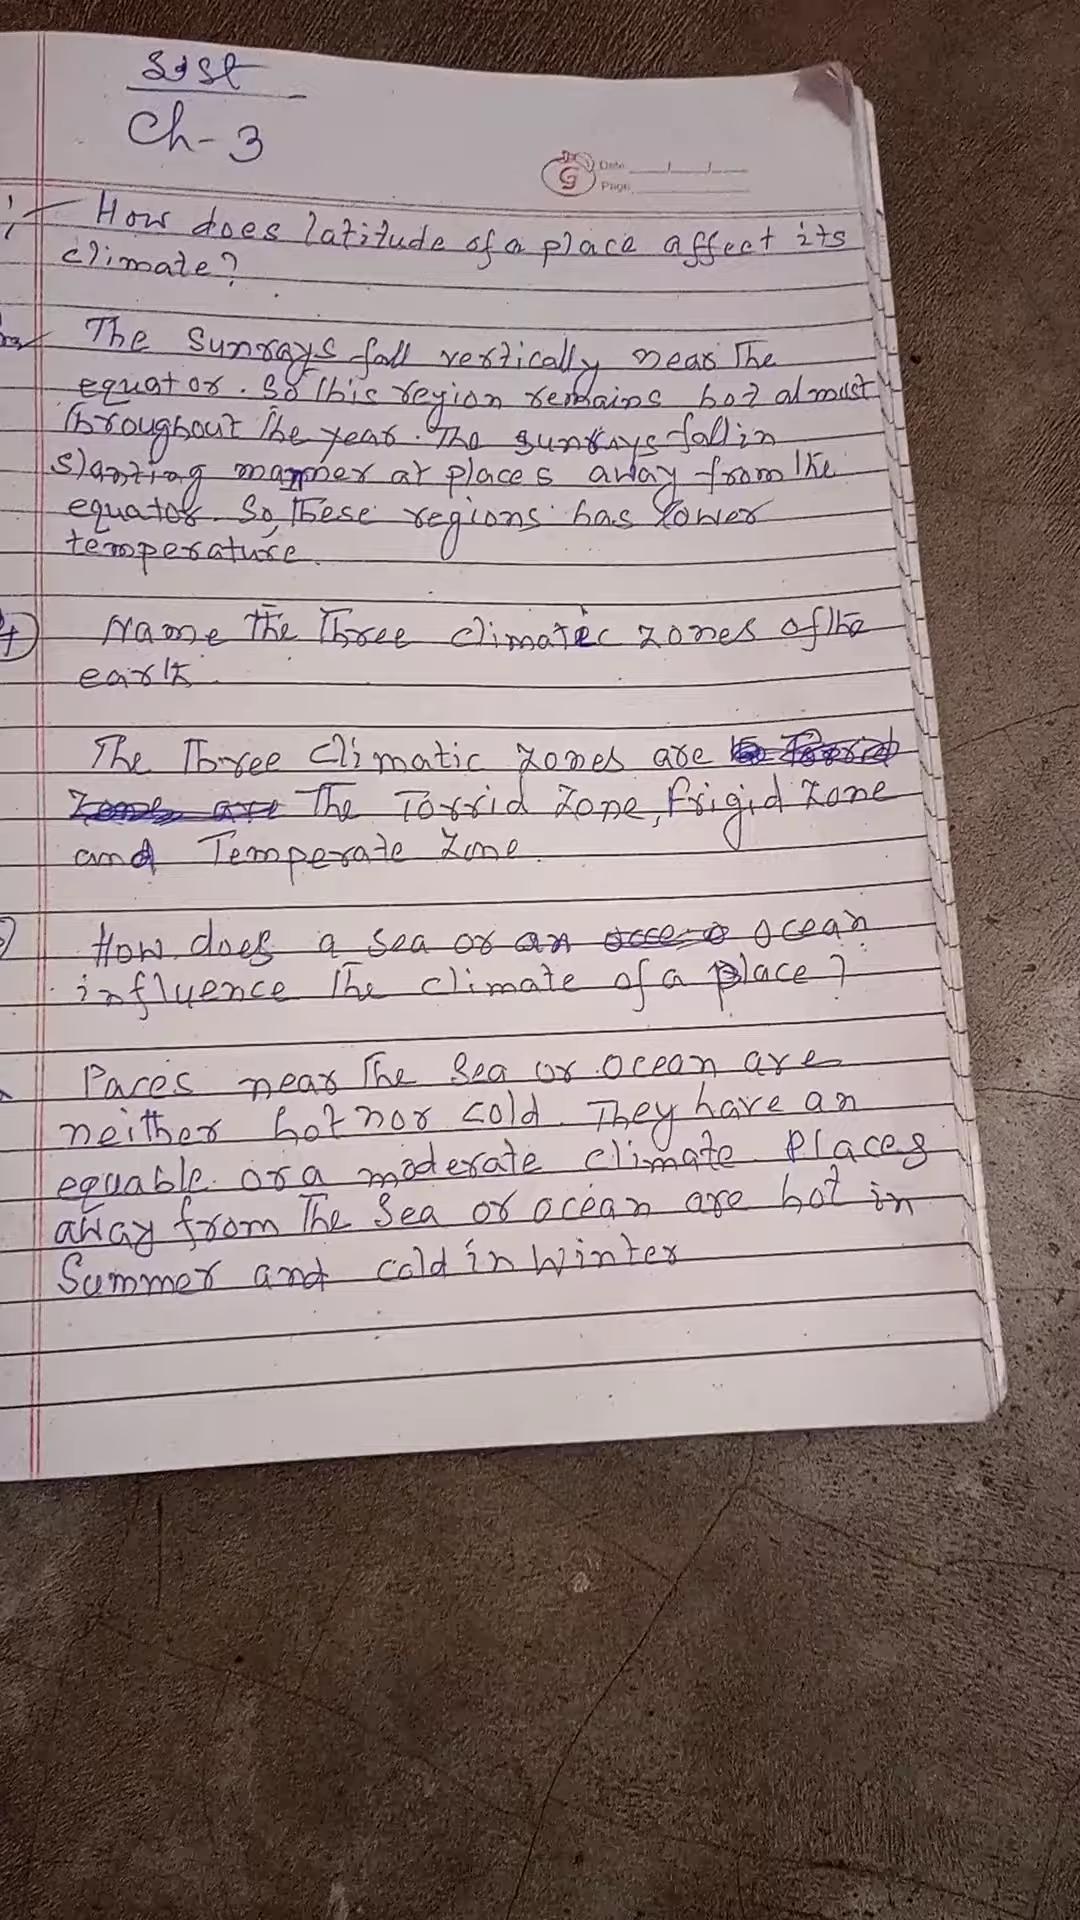 S.St
Ch-3
G Date
Page
How does latitude of a place affect its
climate?
The Sunrays fall vertically near The
equator. So This region remains hot almost
Throughout The year. The sunrays fall in
slanting manner at places away from the
equator. So, These regions has lower
temperature.
Name the Three climatic zones of the
earth.
The Three Climatic zones are
The Torrid zone, Frigid zone
and Temperate Zone.
How does a sea or an ocean
influence The climate of a place?
Paces near The Sea or ocean are
neither hot nor cold. They have an
equable or a moderate climate. Places
away from The Sea or ocean are hot in
Summer and cold in winter